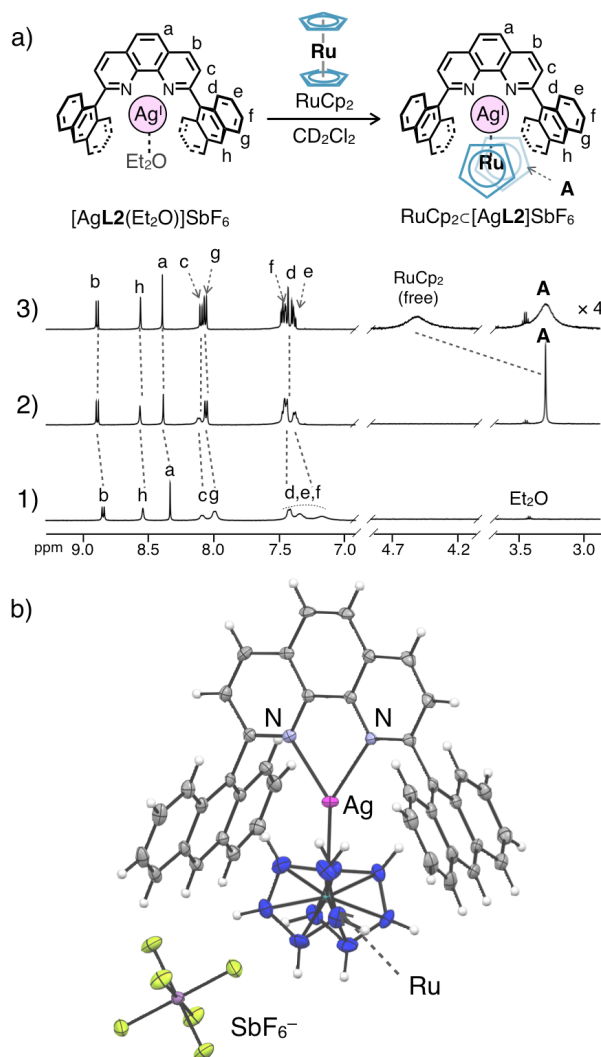 a)
a
b
c
d
e
f
g
h
Ag^I
Et₂O
[AgL2(Et₂O)]SbF₆
Ru
RuCp₂
CD₂Cl₂
a
b
c
d
e
f
g
h
Ag^I
Ru
A
RuCp₂⊂[AgL2]SbF₆
3)
b
h
a
c
g
f
d
e
RuCp₂
(free)
A
× 4
2)
A
1)
b
h
a
c
g
d,e,f
Et₂O
ppm 9.0 8.5 8.0 7.5 7.0 4.7 4.2 3.5 3.0
b)
N N
Ag
Ru
SbF₆⁻